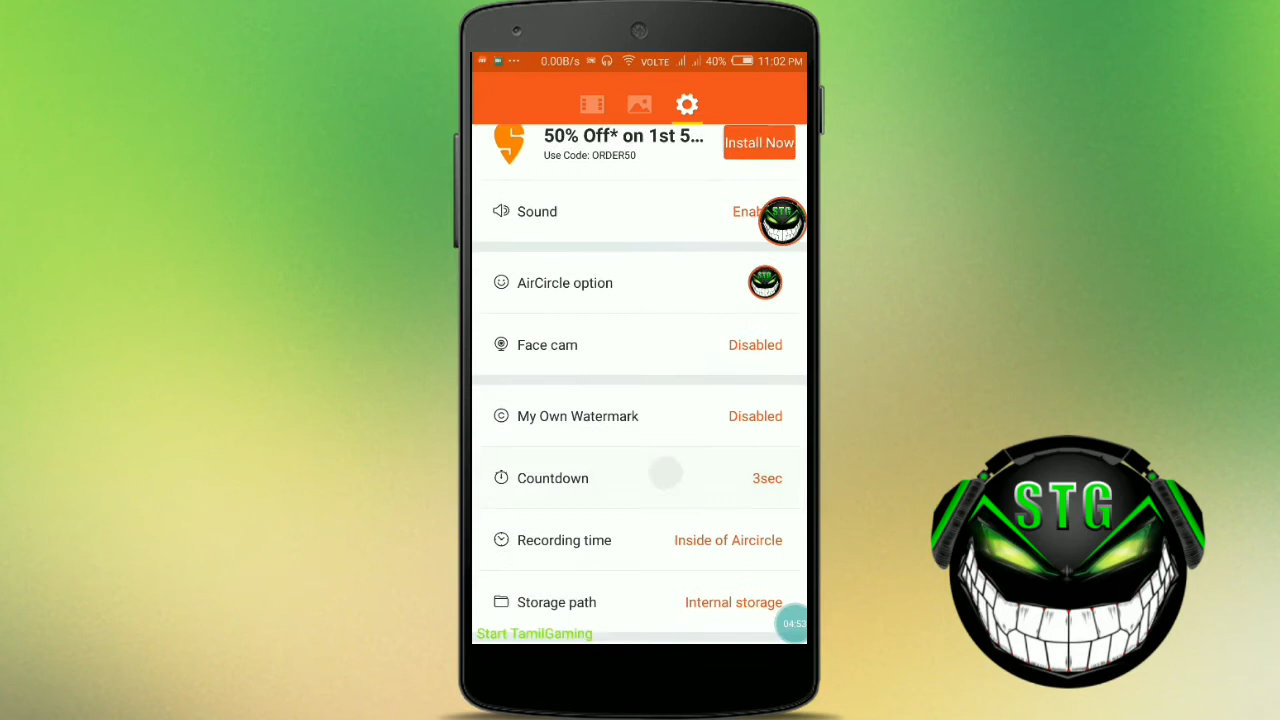 0.00B/s VOLTE 40% 11:02 PM
50% Off* on 1st 5... Install Now
Use Code: ORDER50
Sound
STG
AirCircle option
STG
Face cam Disabled
My Own Watermark Disabled
Countdown 3sec
STG
Recording time Inside of Aircircle
Storage path Internal storage
04:53
Start TamilGaming